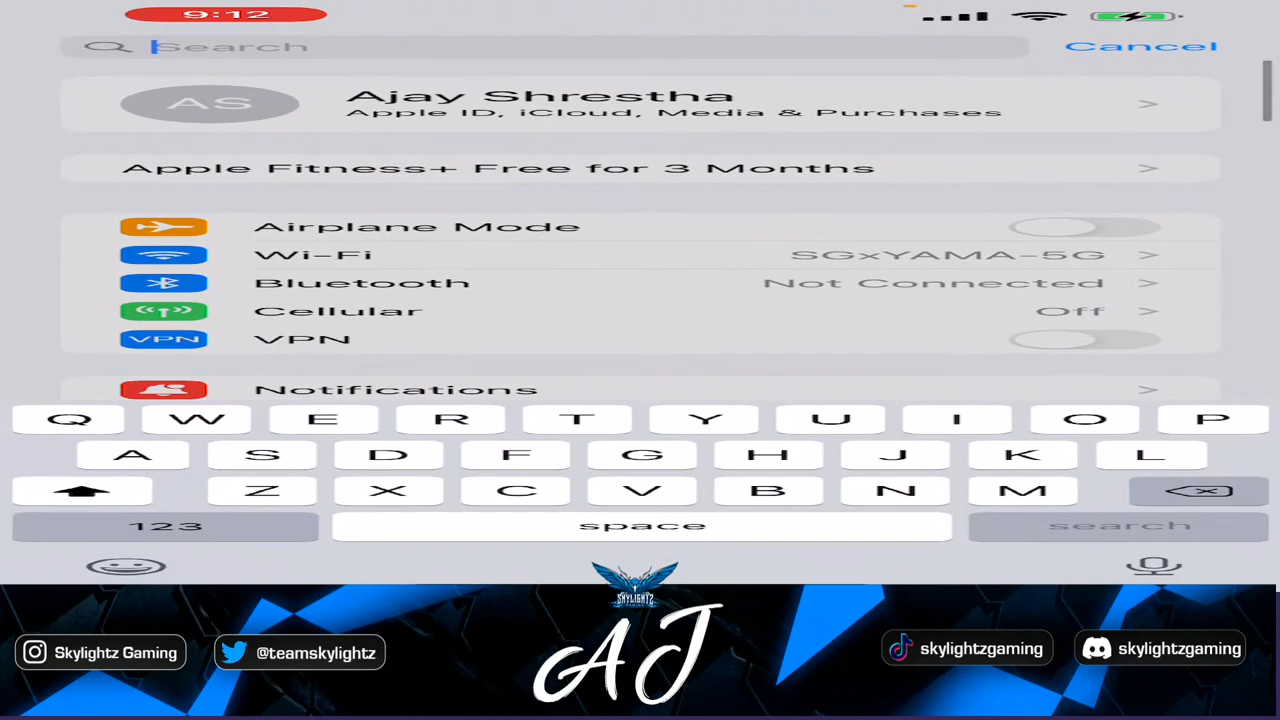 9:12
Search
Cancel
AS
Ajay Shrestha
Apple ID, iCloud, Media & Purchases
Apple Fitness+ Free for 3 Months
Airplane Mode
Wi-Fi SGxYAMA-5G
Bluetooth Not Connected
Cellular Off
VPN VPN
Notifications
Q W E R T Y U I O P
A S D F G H J K L
Z X C V B N M
123 space search
SKYLIGHTZ
GAMING
AJ
Skylightz Gaming
@teamskylightz
skylightzgaming
skylightzgaming